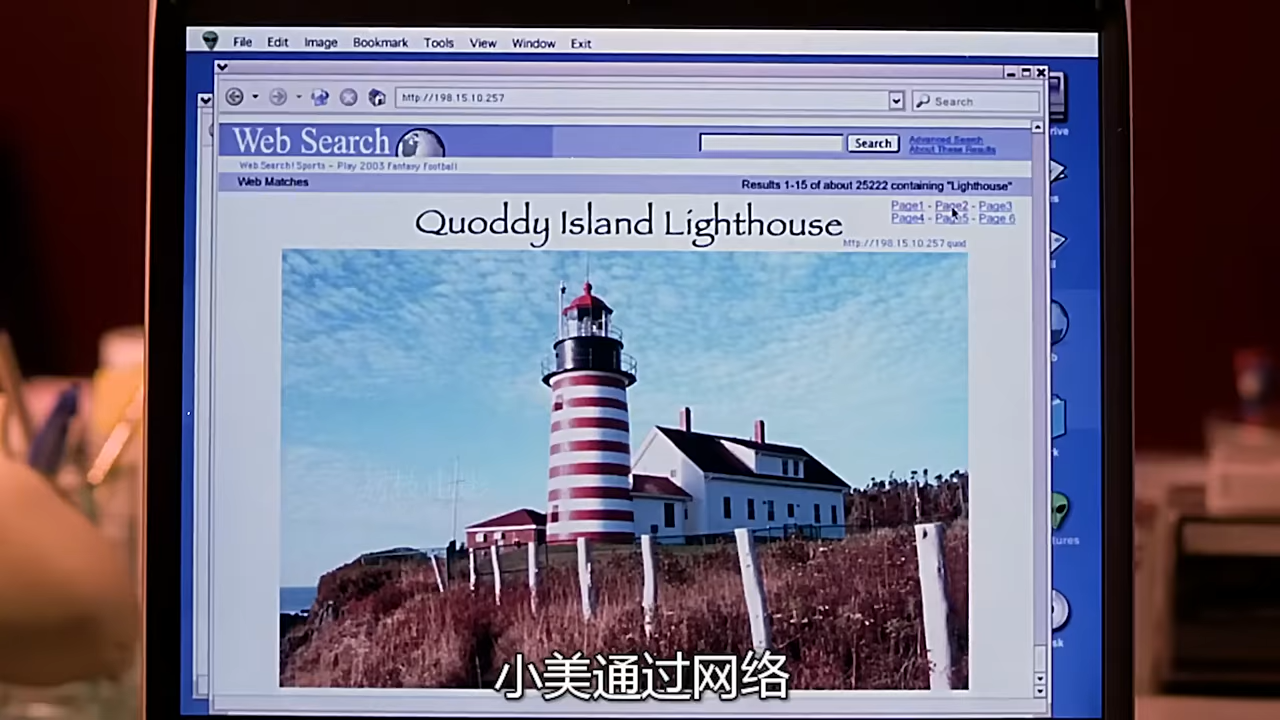 File Edit Image Bookmark Tools View Window Exit
http://198.15.10.257
Search
Web Search
Search
Advanced Search
About These Results
Web Search! Sports - Play 2003 Fantasy Football
Web Matches
Results 1-15 of about 25222 containing "Lighthouse"
Page1 - Page2 - Page3
Page4 - Page5 - Page 6
Quoddy Island Lighthouse
http://198.15.10.257 quod
rive
tures
小美通过网络